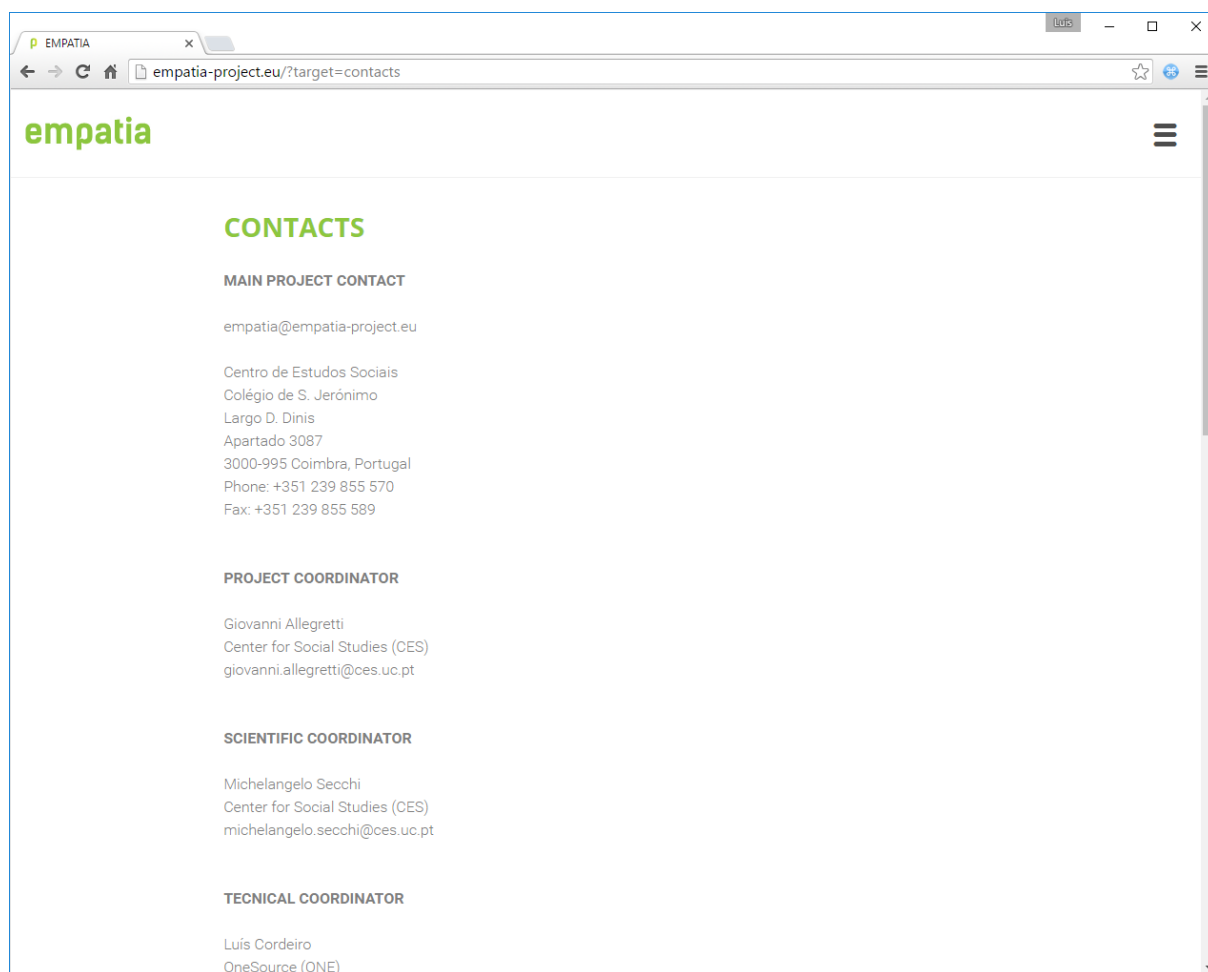 Luís
EMPATIA
empatia-project.eu/?target=contacts
empatia
CONTACTS
MAIN PROJECT CONTACT
empatia@empatia-project.eu
Centro de Estudos Sociais
Colégio de S. Jerónimo
Largo D. Dinis
Apartado 3087
3000-995 Coimbra, Portugal
Phone: +351 239 855 570
Fax: +351 239 855 589
PROJECT COORDINATOR
Giovanni Allegretti
Center for Social Studies (CES)
giovanni.allegretti@ces.uc.pt
SCIENTIFIC COORDINATOR
Michelangelo Secchi
Center for Social Studies (CES)
michelangelo.secchi@ces.uc.pt
TECNICAL COORDINATOR
Luís Cordeiro
OneSource (ONE)